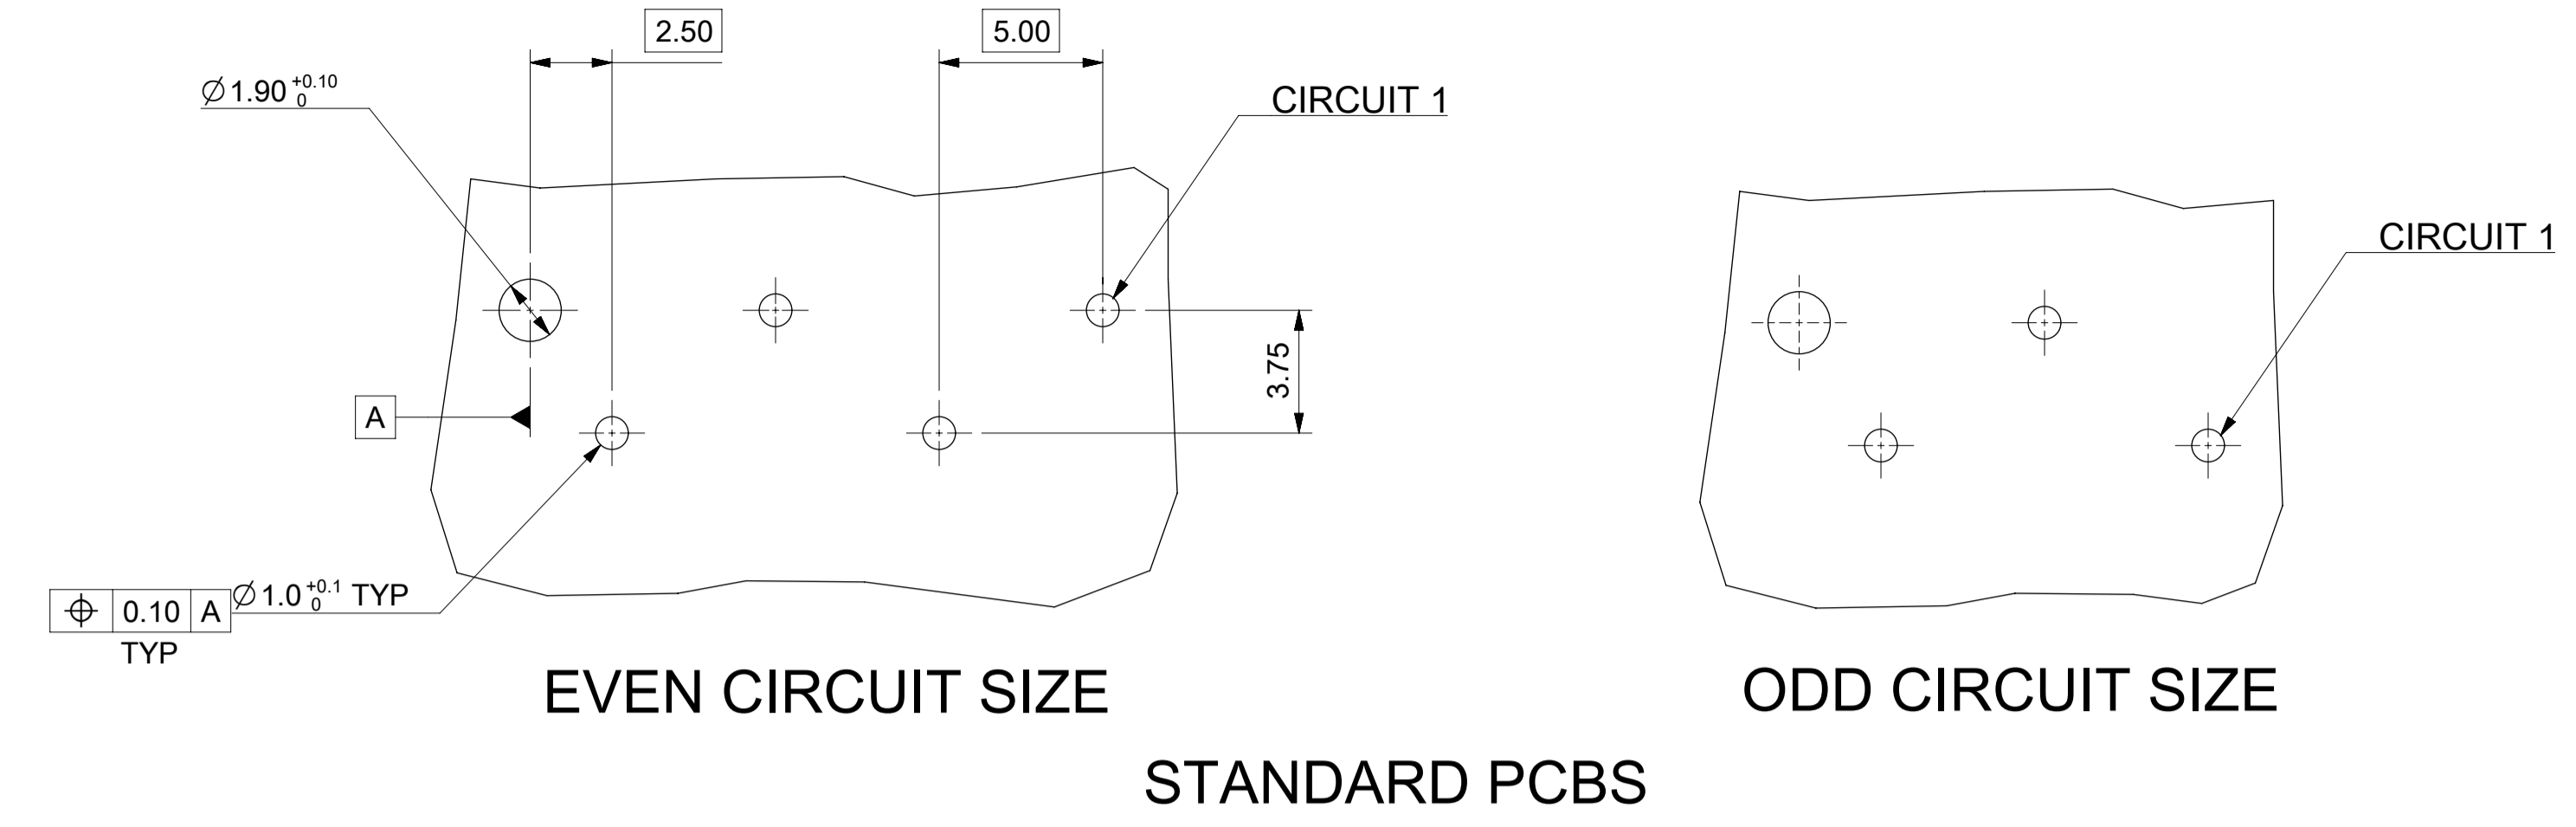 2.50
5.00
∅1.90 +0.10 0
CIRCUIT 1
CIRCUIT 1
3.75
A
⌖ 0.10 A ∅1.0 +0.1 0 TYP
TYP
EVEN CIRCUIT SIZE
ODD CIRCUIT SIZE
STANDARD PCBS